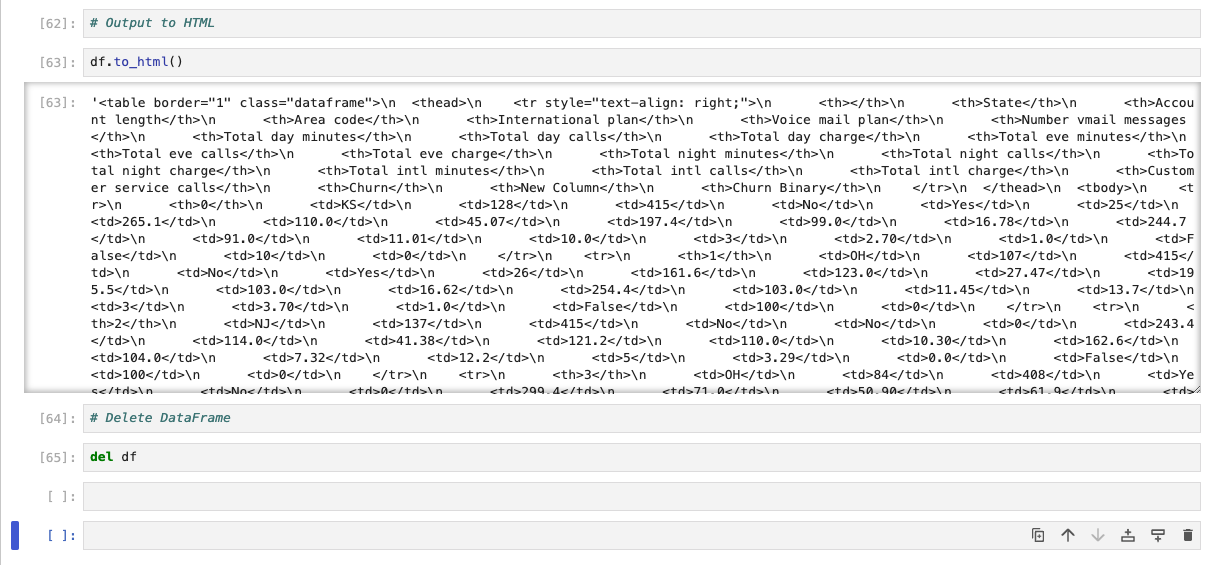 [62]: # Output to HTML
[63]: df.to_html()
[63]: '<table border="1" class="dataframe">\n  <thead>\n    <tr style="text-align: right;">\n      <th></th>\n      <th>State</th>\n      <th>Accou
nt length</th>\n      <th>Area code</th>\n      <th>International plan</th>\n      <th>Voice mail plan</th>\n      <th>Number vmail messages
</th>\n      <th>Total day minutes</th>\n      <th>Total day calls</th>\n      <th>Total day charge</th>\n      <th>Total eve minutes</th>\n
<th>Total eve calls</th>\n      <th>Total eve charge</th>\n      <th>Total night minutes</th>\n      <th>Total night calls</th>\n      <th>To
tal night charge</th>\n      <th>Total intl minutes</th>\n      <th>Total intl calls</th>\n      <th>Total intl charge</th>\n      <th>Custom
er service calls</th>\n      <th>Churn</th>\n      <th>New Column</th>\n      <th>Churn Binary</th>\n    </tr>\n  </thead>\n  <tbody>\n    <t
r>\n      <th>0</th>\n      <td>KS</td>\n      <td>128</td>\n      <td>415</td>\n      <td>No</td>\n      <td>Yes</td>\n      <td>25</td>\n
<td>265.1</td>\n      <td>110.0</td>\n      <td>45.07</td>\n      <td>197.4</td>\n      <td>99.0</td>\n      <td>16.78</td>\n      <td>244.7
</td>\n      <td>91.0</td>\n      <td>11.01</td>\n      <td>10.0</td>\n      <td>3</td>\n      <td>2.70</td>\n      <td>1.0</td>\n      <td>F
alse</td>\n      <td>10</td>\n      <td>0</td>\n    </tr>\n    <tr>\n      <th>1</th>\n      <td>OH</td>\n      <td>107</td>\n      <td>415</
td>\n      <td>No</td>\n      <td>Yes</td>\n      <td>26</td>\n      <td>161.6</td>\n      <td>123.0</td>\n      <td>27.47</td>\n      <td>19
5.5</td>\n      <td>103.0</td>\n      <td>16.62</td>\n      <td>254.4</td>\n      <td>103.0</td>\n      <td>11.45</td>\n      <td>13.7</td>\n
<td>3</td>\n      <td>3.70</td>\n      <td>1.0</td>\n      <td>False</td>\n      <td>100</td>\n      <td>0</td>\n    </tr>\n    <tr>\n      <
th>2</th>\n      <td>NJ</td>\n      <td>137</td>\n      <td>415</td>\n      <td>No</td>\n      <td>No</td>\n      <td>0</td>\n      <td>243.4
</td>\n      <td>114.0</td>\n      <td>41.38</td>\n      <td>121.2</td>\n      <td>110.0</td>\n      <td>10.30</td>\n      <td>162.6</td>\n
<td>104.0</td>\n      <td>7.32</td>\n      <td>12.2</td>\n      <td>5</td>\n      <td>3.29</td>\n      <td>0.0</td>\n      <td>False</td>\n
<td>100</td>\n      <td>0</td>\n    </tr>\n    <tr>\n      <th>3</th>\n      <td>OH</td>\n      <td>84</td>\n      <td>408</td>\n      <td>Ye
s</td>\n      <td>No</td>\n      <td>0</td>\n      <td>299.4</td>\n      <td>71.0</td>\n      <td>50.90</td>\n      <td>61.9</td>\n      <td>
[64]: # Delete DataFrame
[65]: del df
[ ]:
[ ]: